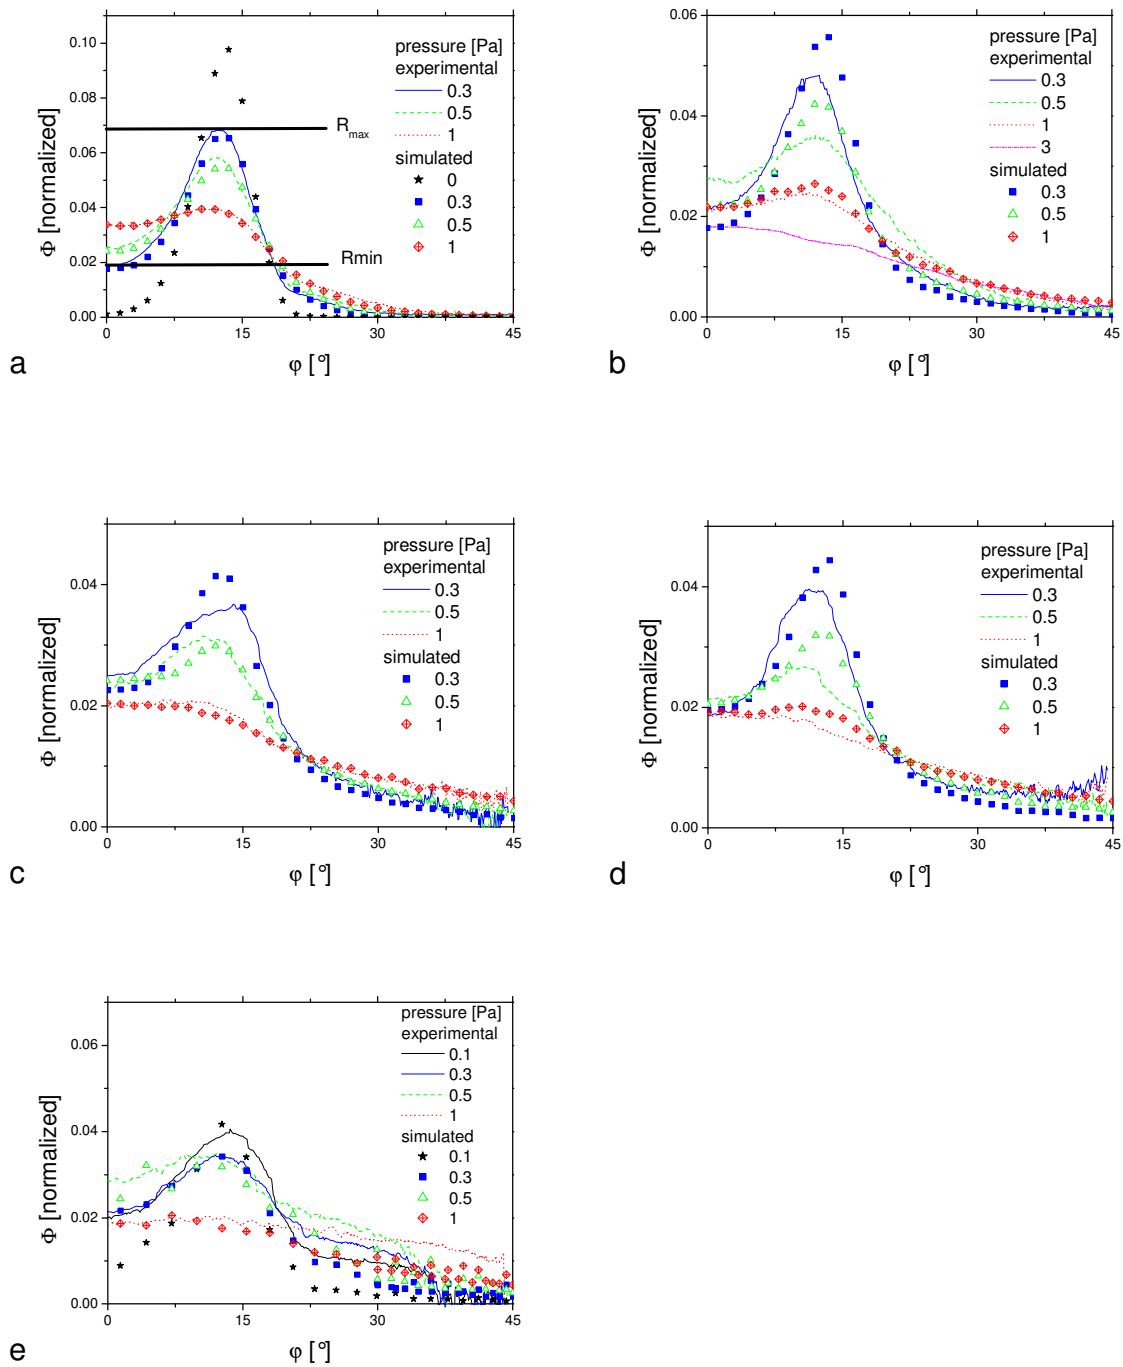 pressure [Pa]
experimental
0.3
0.5
1
simulated
0
0.3
0.5
1
R max
Rmin
0.10
0.08
0.06
0.04
0.02
0.00
Φ [normalized]
0
15
30
45
φ [°]
a
pressure [Pa]
experimental
0.3
0.5
1
3
simulated
0.3
0.5
1
0.06
0.04
0.02
0.00
Φ [normalized]
0
15
30
45
φ [°]
b
pressure [Pa]
experimental
0.3
0.5
1
simulated
0.3
0.5
1
0.04
0.02
0.00
Φ [normalized]
0
15
30
45
φ [°]
c
pressure [Pa]
experimental
0.3
0.5
1
simulated
0.3
0.5
1
0.04
0.02
0.00
Φ [normalized]
0
15
30
45
φ [°]
d
pressure [Pa]
experimental
0.1
0.3
0.5
1
simulated
0.1
0.3
0.5
1
0.06
0.04
0.02
0.00
Φ [normalized]
0
15
30
45
φ [°]
e